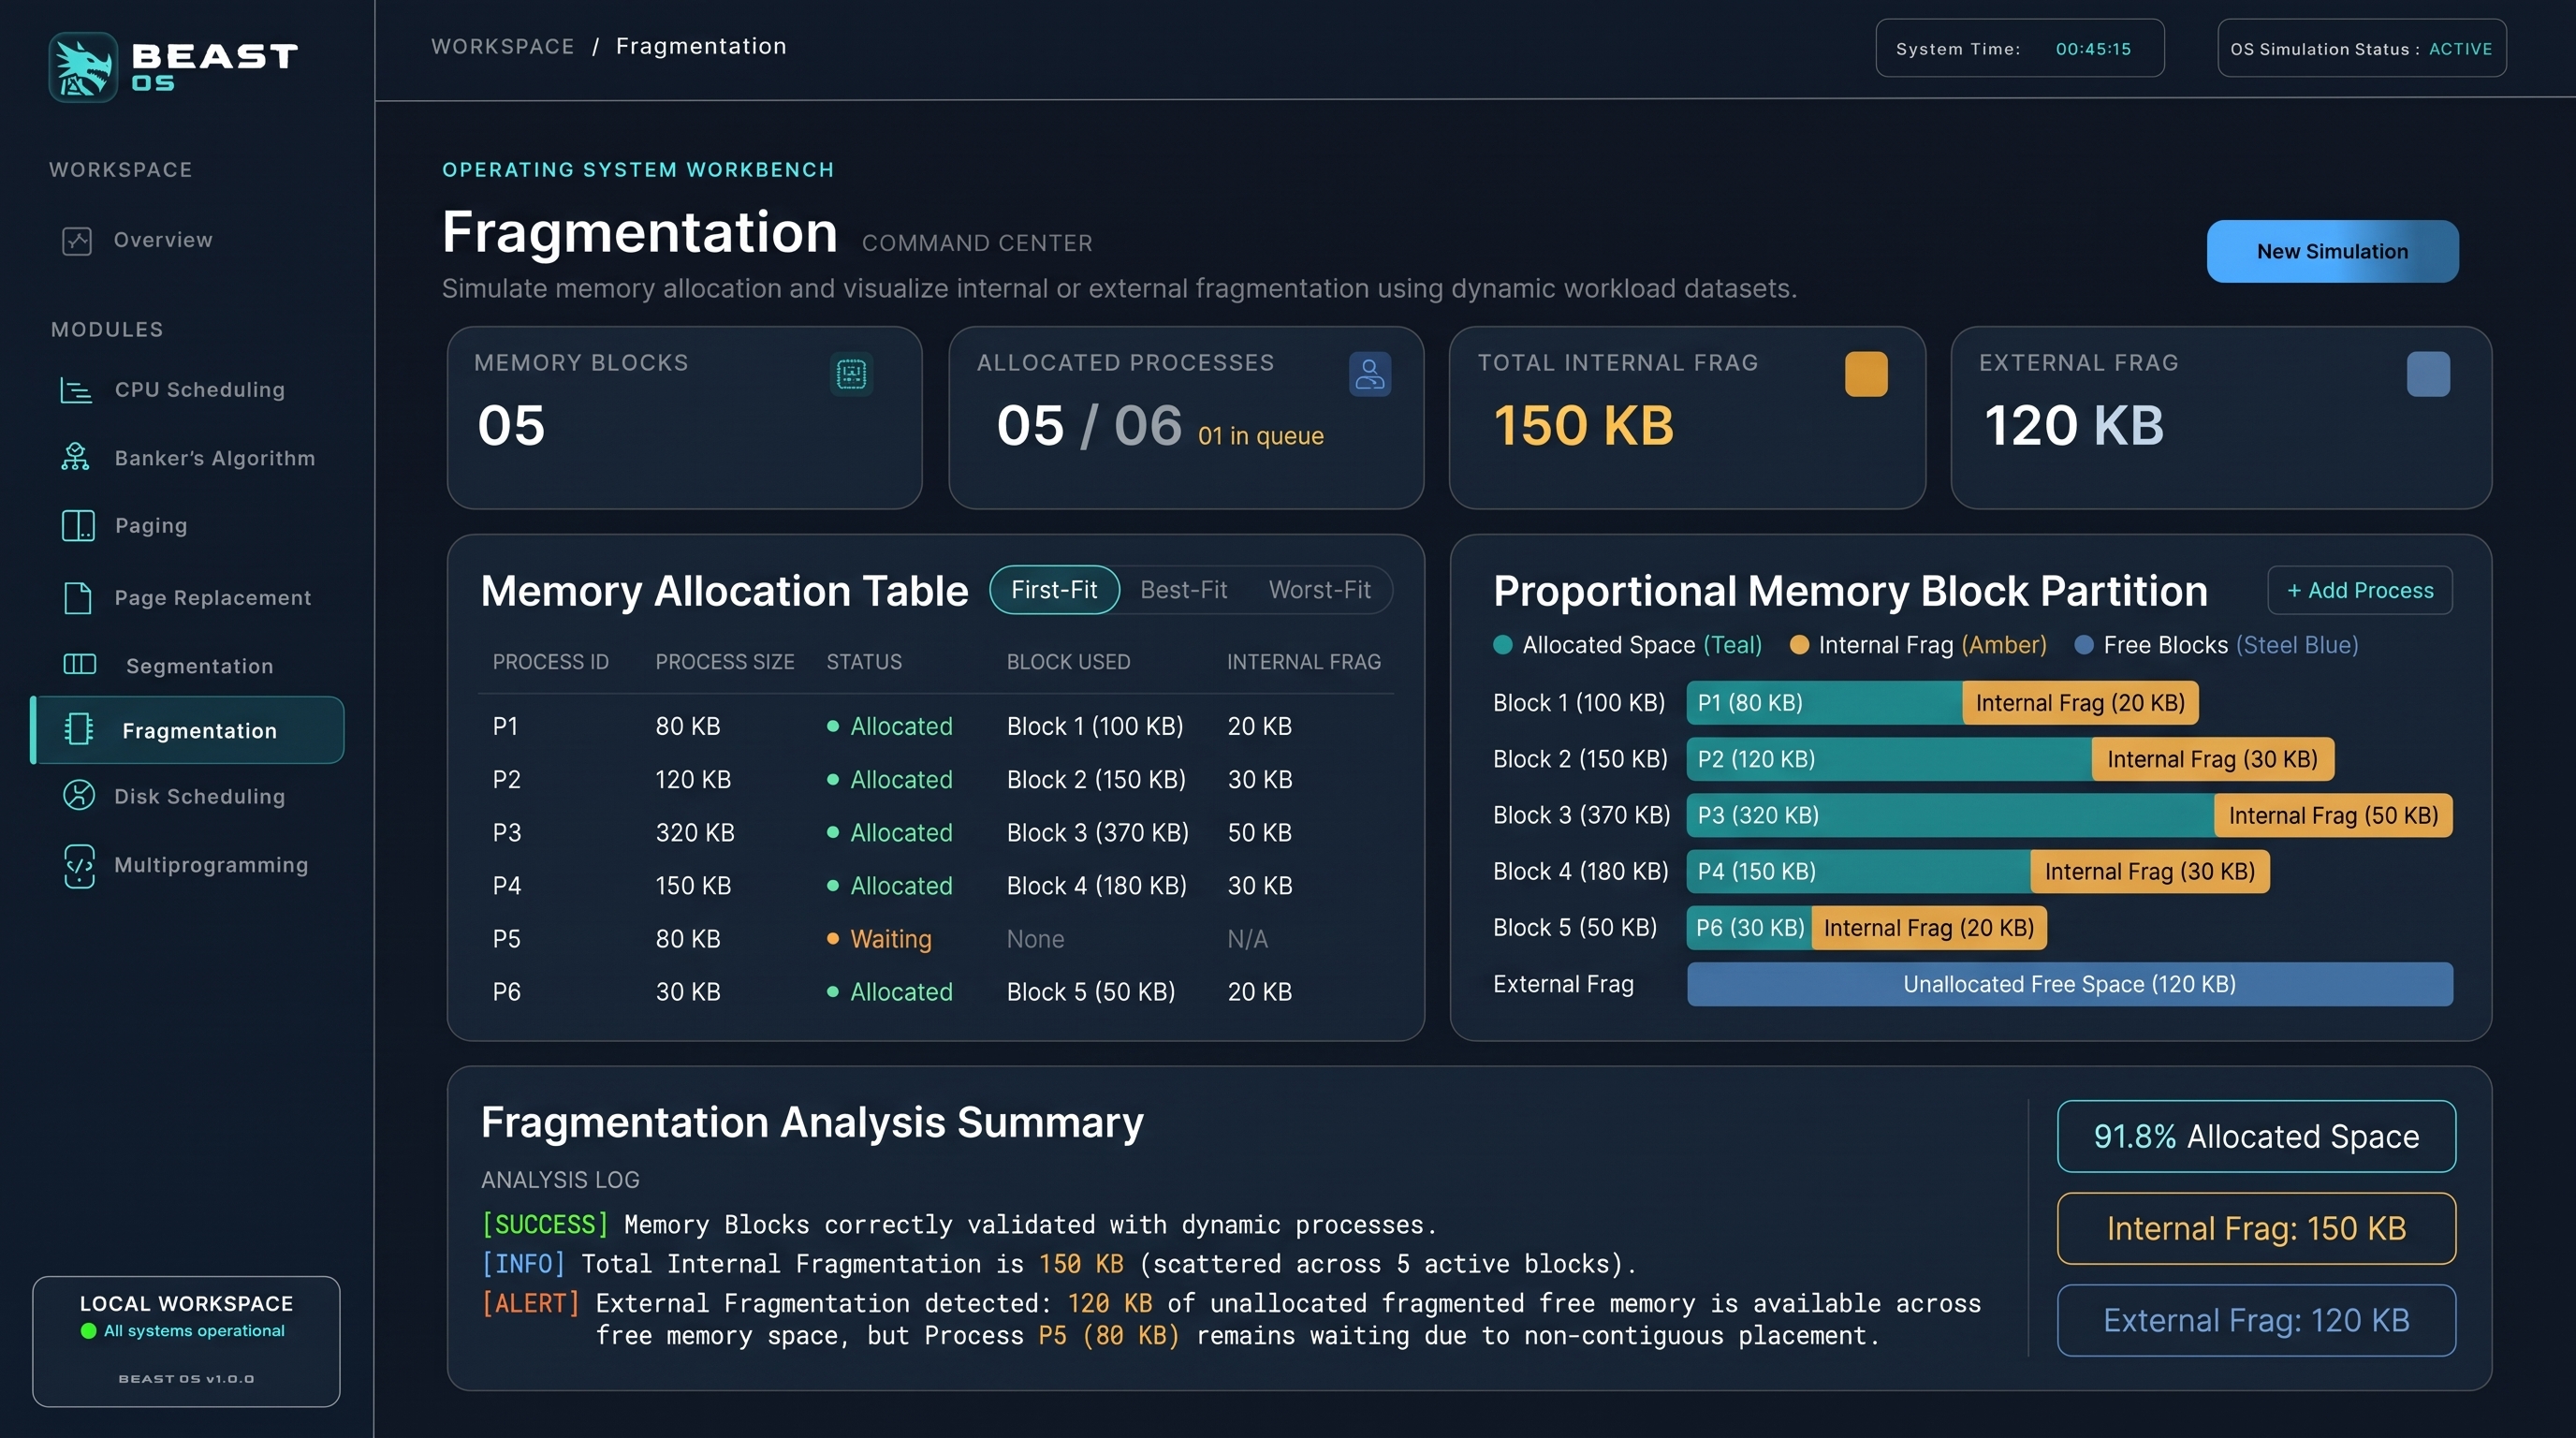 BEAST
OS
WORKSPACE
Overview
MODULES
CPU Scheduling
Banker's Algorithm
Paging
Page Replacement
Segmentation
Fragmentation
Disk Scheduling
Multiprogramming
LOCAL WORKSPACE
All systems operational
BEAST OS v1.0.0
WORKSPACE / Fragmentation
System Time: 00:45:15
OS Simulation Status : ACTIVE
OPERATING SYSTEM WORKBENCH
Fragmentation COMMAND CENTER
Simulate memory allocation and visualize internal or external fragmentation using dynamic workload datasets.
New Simulation
MEMORY BLOCKS
05
ALLOCATED PROCESSES
05 / 06 01 in queue
TOTAL INTERNAL FRAG
150 KB
EXTERNAL FRAG
120 KB
Memory Allocation Table
First-Fit Best-Fit Worst-Fit
PROCESS ID PROCESS SIZE STATUS BLOCK USED INTERNAL FRAG
P1 80 KB Allocated Block 1 (100 KB) 20 KB
P2 120 KB Allocated Block 2 (150 KB) 30 KB
P3 320 KB Allocated Block 3 (370 KB) 50 KB
P4 150 KB Allocated Block 4 (180 KB) 30 KB
P5 80 KB Waiting None N/A
P6 30 KB Allocated Block 5 (50 KB) 20 KB
Proportional Memory Block Partition
+ Add Process
Allocated Space (Teal) Internal Frag (Amber) Free Blocks (Steel Blue)
Block 1 (100 KB) P1 (80 KB) Internal Frag (20 KB)
Block 2 (150 KB) P2 (120 KB) Internal Frag (30 KB)
Block 3 (370 KB) P3 (320 KB) Internal Frag (50 KB)
Block 4 (180 KB) P4 (150 KB) Internal Frag (30 KB)
Block 5 (50 KB) P6 (30 KB) Internal Frag (20 KB)
External Frag Unallocated Free Space (120 KB)
Fragmentation Analysis Summary
ANALYSIS LOG
[SUCCESS] Memory Blocks correctly validated with dynamic processes.
[INFO] Total Internal Fragmentation is 150 KB (scattered across 5 active blocks).
[ALERT] External Fragmentation detected: 120 KB of unallocated fragmented free memory is available across
free memory space, but Process P5 (80 KB) remains waiting due to non-contiguous placement.
91.8% Allocated Space
Internal Frag: 150 KB
External Frag: 120 KB